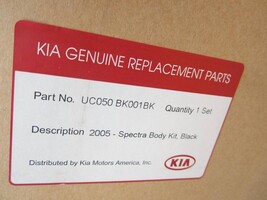 KIA GENUINE REPLACEMENT PARTS
Part No. UC050 BK001BK Quantity 1 Set
Description 2005 - Spectra Body Kit, Black
Distributed by Kia Motors America, Inc. KIA